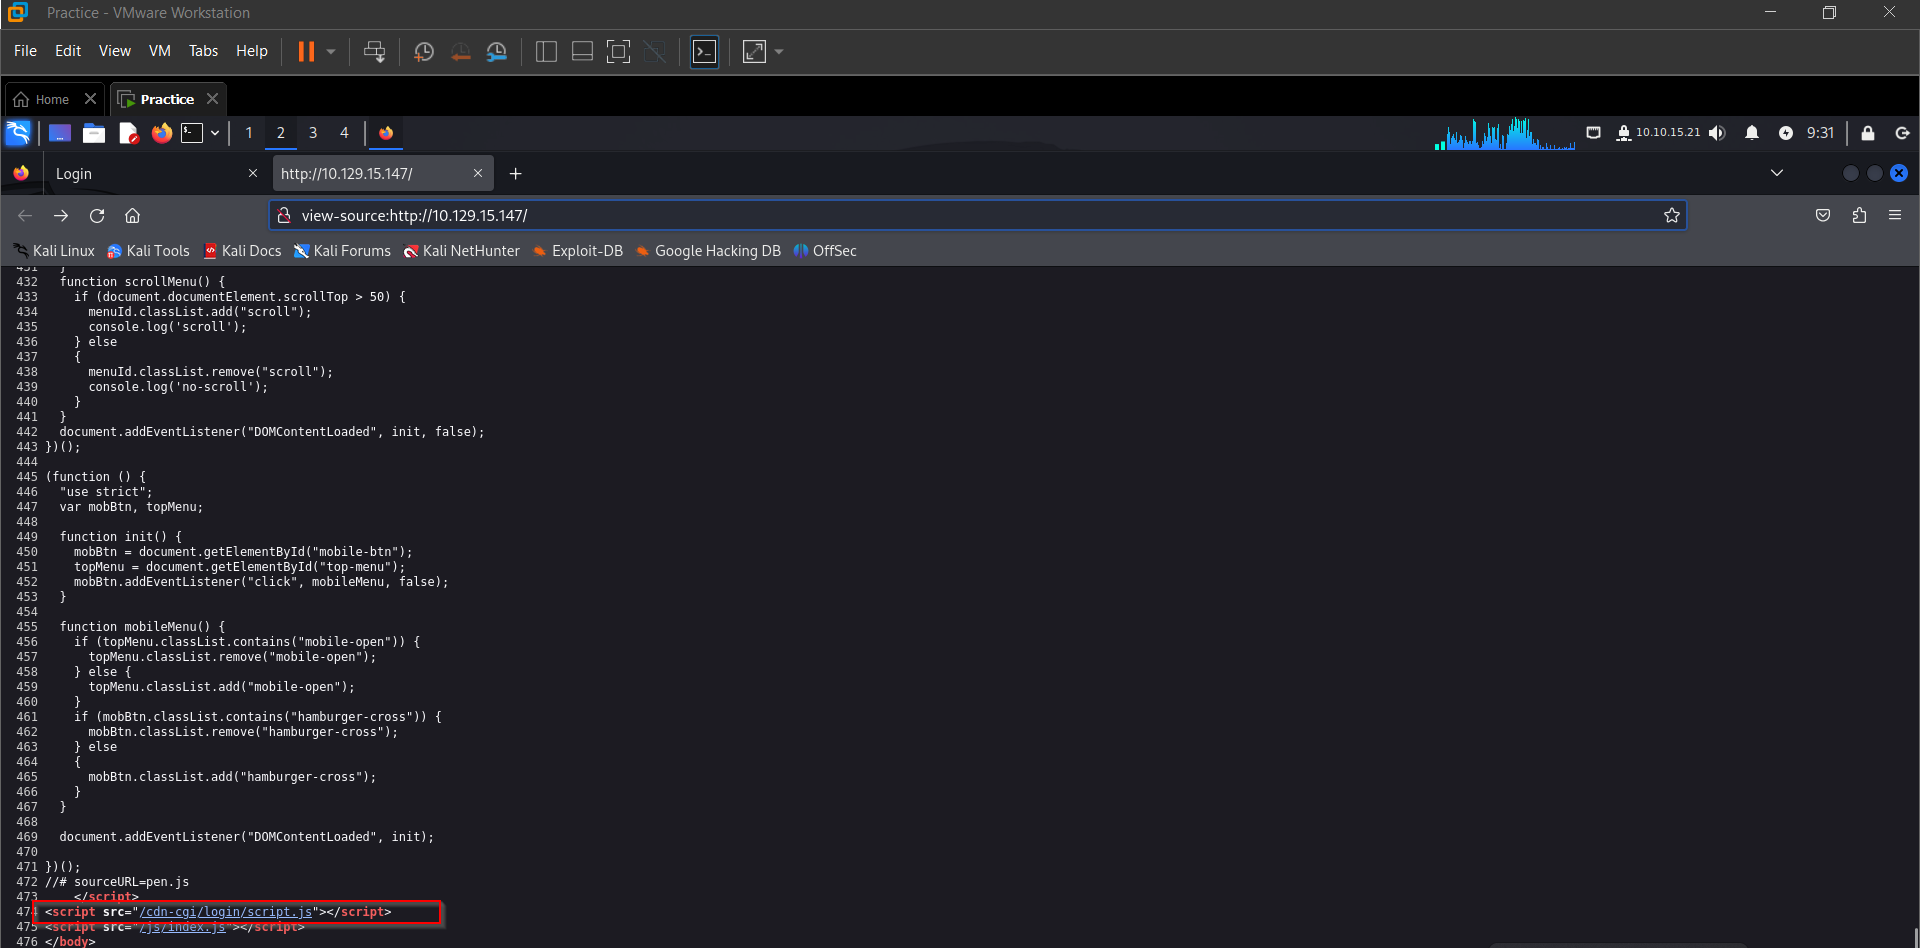 Practice - VMware Workstation
File Edit View VM Tabs Help
Home Practice
1 2 3 4 10.10.15.21 9:31
Login http://10.129.15.147/
view-source:http://10.129.15.147/
Kali Linux Kali Tools Kali Docs Kali Forums Kali NetHunter Exploit-DB Google Hacking DB OffSec
431 }
432 function scrollMenu() {
433 if (document.documentElement.scrollTop > 50) {
434 menuId.classList.add("scroll");
435 console.log('scroll');
436 } else
437 {
438 menuId.classList.remove("scroll");
439 console.log('no-scroll');
440 }
441 }
442 document.addEventListener("DOMContentLoaded", init, false);
443 })();
444
445 (function () {
446 "use strict";
447 var mobBtn, topMenu;
448
449 function init() {
450 mobBtn = document.getElementById("mobile-btn");
451 topMenu = document.getElementById("top-menu");
452 mobBtn.addEventListener("click", mobileMenu, false);
453 }
454
455 function mobileMenu() {
456 if (topMenu.classList.contains("mobile-open")) {
457 topMenu.classList.remove("mobile-open");
458 } else {
459 topMenu.classList.add("mobile-open");
460 }
461 if (mobBtn.classList.contains("hamburger-cross")) {
462 mobBtn.classList.remove("hamburger-cross");
463 } else
464 {
465 mobBtn.classList.add("hamburger-cross");
466 }
467 }
468
469 document.addEventListener("DOMContentLoaded", init);
470
471 })();
472 //# sourceURL=pen.js
473 </script>
474 <script src="/cdn-cgi/login/script.js"></script>
475 <script src="/js/index.js"></script>
476 </body>